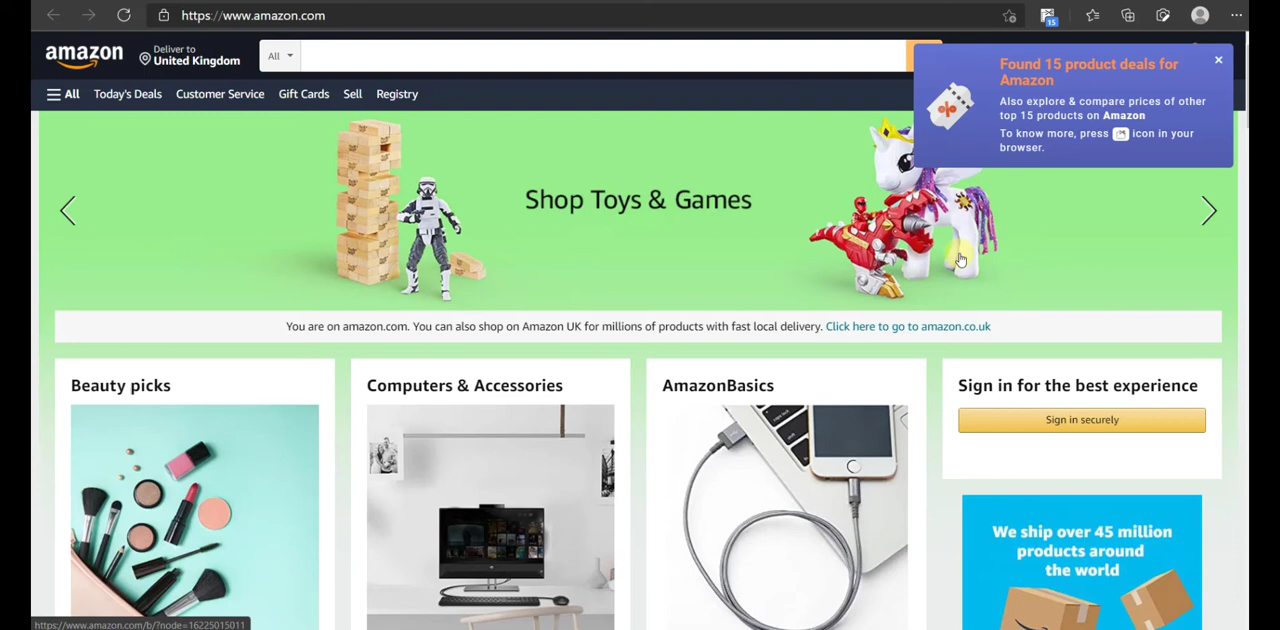 https://www.amazon.com
15
amazon
Deliver to
United Kingdom
All
Found 15 product deals for
Amazon
Also explore & compare prices of other
top 15 products on Amazon
To know more, press icon in your
browser.
All
Today's Deals
Customer Service
Gift Cards
Sell
Registry
Shop Toys & Games
You are on amazon.com. You can also shop on Amazon UK for millions of products with fast local delivery. Click here to go to amazon.co.uk
Beauty picks
Computers & Accessories
AmazonBasics
Sign in for the best experience
Sign in securely
We ship over 45 million
products around
the world
https://www.amazon.com/b/?node=16225015011